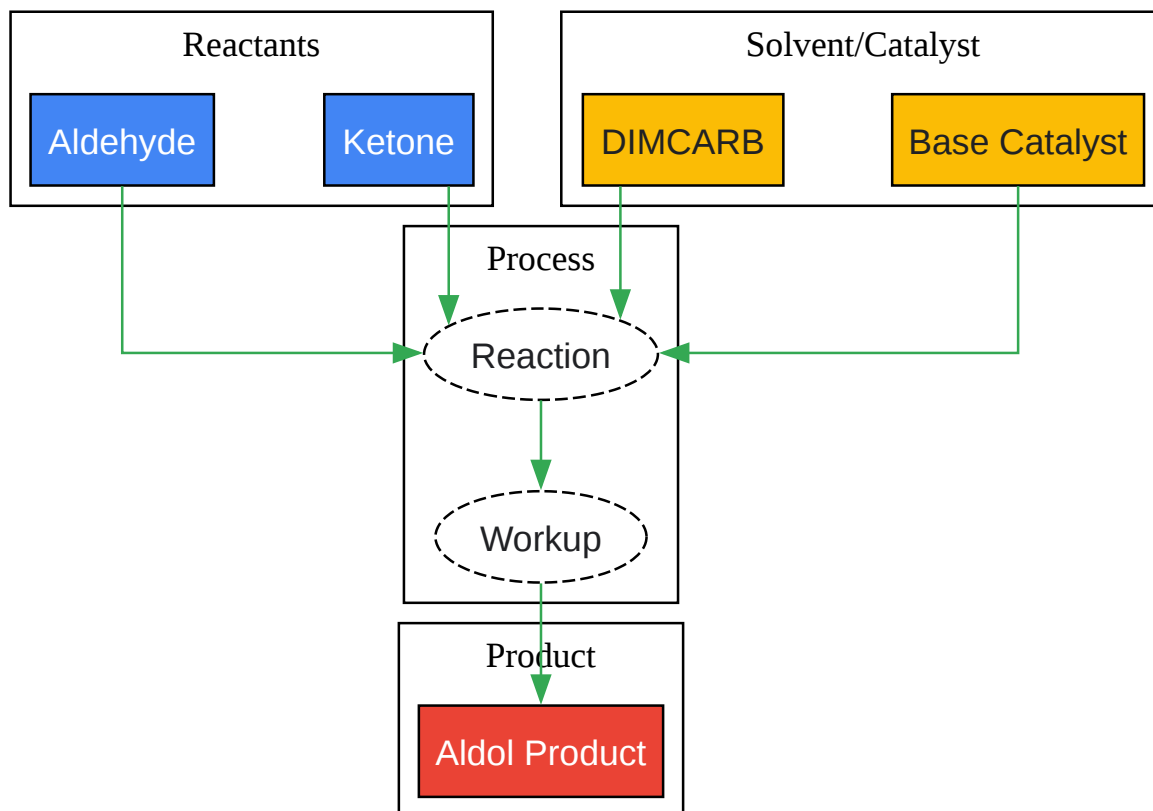 Reactants
Solvent/Catalyst
Aldehyde
Ketone
DIMCARB
Base Catalyst
Process
Reaction
Workup
Product
Aldol Product